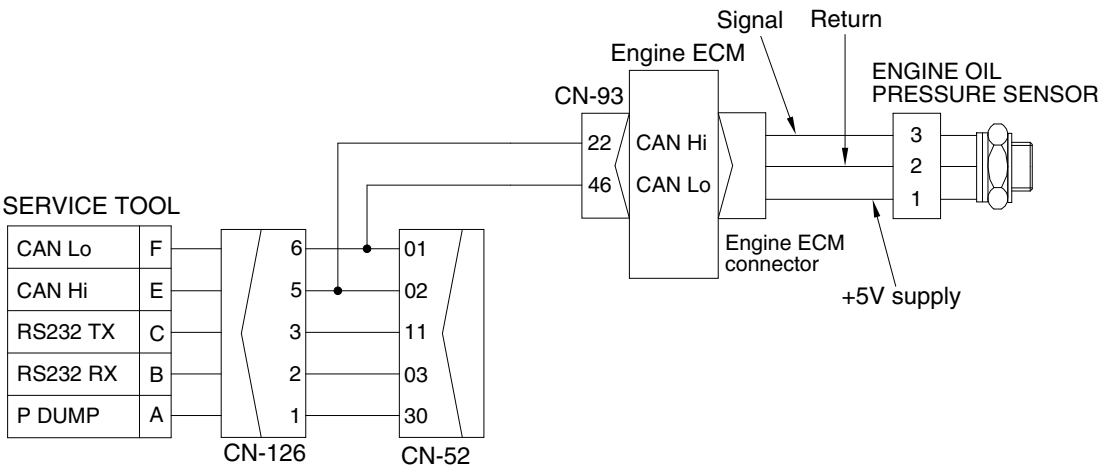 Signal
Return
Engine ECM
ENGINE OIL
PRESSURE SENSOR
CN-93
22
CAN Hi
3
2
46
CAN Lo
1
SERVICE TOOL
Engine ECM
connector
+5V supply
CAN Lo F 6 01
CAN Hi E 5 02
RS232 TX C 3 11
RS232 RX B 2 03
P DUMP A 1 30
CN-126
CN-52